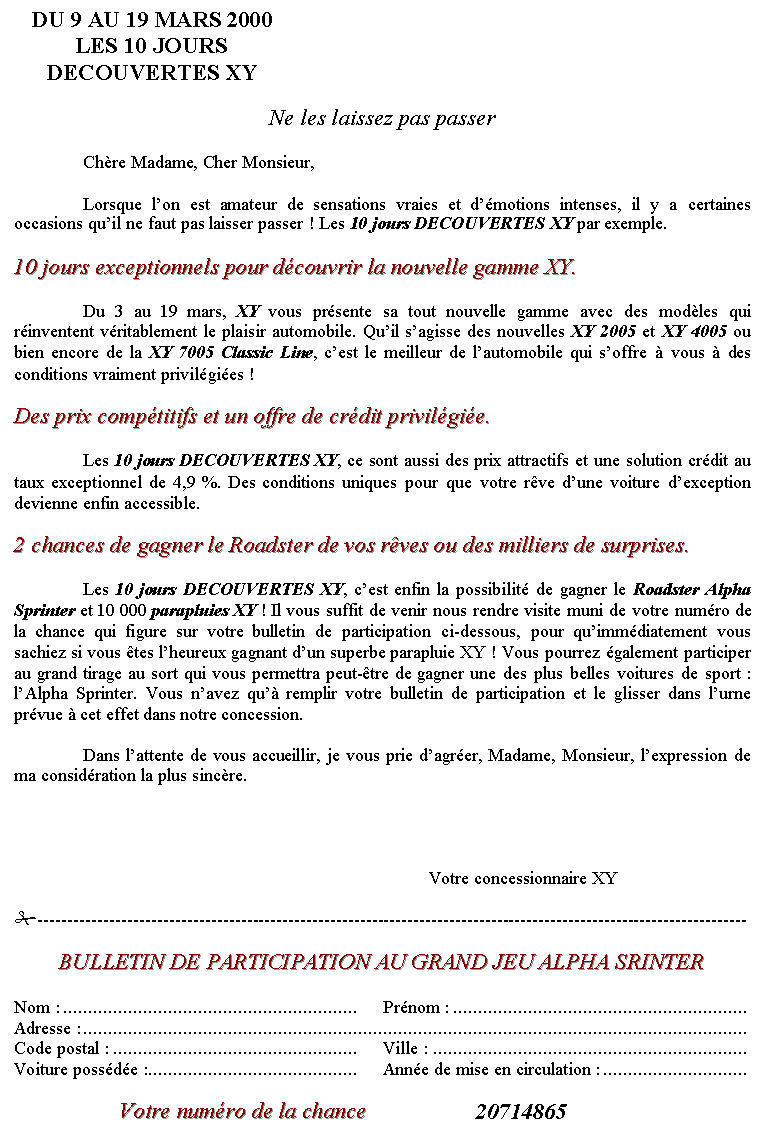 DU 9 AU 19 MARS 2000
LES 10 JOURS
DECOUVERTES XY
Ne les laissez pas passer
Chère Madame, Cher Monsieur,
Lorsque l’on est amateur de sensations vraies et d’émotions intenses, il y a certaines
occasions qu’il ne faut pas laisser passer ! Les 10 jours DECOUVERTES XY par exemple.
10 jours exceptionnels pour découvrir la nouvelle gamme XY.
Du 3 au 19 mars, XY vous présente sa tout nouvelle gamme avec des modèles qui
réinventent véritablement le plaisir automobile. Qu’il s’agisse des nouvelles XY 2005 et XY 4005 ou
bien encore de la XY 7005 Classic Line, c’est le meilleur de l’automobile qui s’offre à vous à des
conditions vraiment privilégiées !
Des prix compétitifs et un offre de crédit privilégiée.
Les 10 jours DECOUVERTES XY, ce sont aussi des prix attractifs et une solution crédit au
taux exceptionnel de 4,9 %. Des conditions uniques pour que votre rêve d’une voiture d’exception
devienne enfin accessible.
2 chances de gagner le Roadster de vos rêves ou des milliers de surprises.
Les 10 jours DECOUVERTES XY, c’est enfin la possibilité de gagner le Roadster Alpha
Sprinter et 10 000 parapluies XY ! Il vous suffit de venir nous rendre visite muni de votre numéro de
la chance qui figure sur votre bulletin de participation ci-dessous, pour qu’immédiatement vous
sachiez si vous êtes l’heureux gagnant d’un superbe parapluie XY ! Vous pourrez également participer
au grand tirage au sort qui vous permettra peut-être de gagner une des plus belles voitures de sport :
l’Alpha Sprinter. Vous n’avez qu’à remplir votre bulletin de participation et le glisser dans l’urne
prévue à cet effet dans notre concession.
Dans l’attente de vous accueillir, je vous prie d’agréer, Madame, Monsieur, l’expression de
ma considération la plus sincère.
Votre concessionnaire XY
BULLETIN DE PARTICIPATION AU GRAND JEU ALPHA SRINTER
Nom : ............................................................ Prénom : ............................................................
Adresse : ............................................................
Code postal : .................................................. Ville : ............................................................
Voiture possédée :........................................... Année de mise en circulation : ..............................
Votre numéro de la chance 20714865